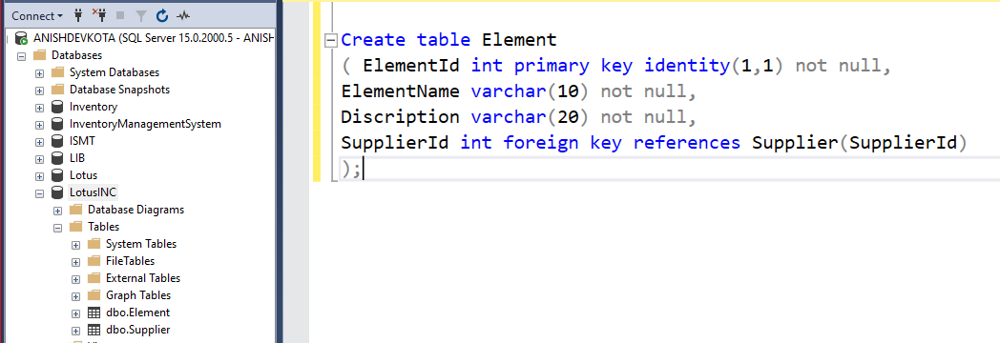 Connect
ANISHDEVKOTA (SQL Server 15.0.2000.5 - ANISH
Databases
System Databases
Database Snapshots
Inventory
InventoryManagementSystem
ISMT
LIB
Lotus
LotusINC
Database Diagrams
Tables
System Tables
FileTables
External Tables
Graph Tables
dbo.Element
dbo.Supplier
Create table Element
( ElementId int primary key identity(1,1) not null,
ElementName varchar(10) not null,
Discription varchar(20) not null,
SupplierId int foreign key references Supplier(SupplierId)
);